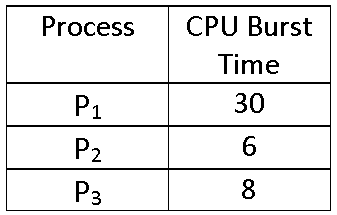 Process CPU Burst
Time
P₁ 30
P₂ 6
P₃ 8